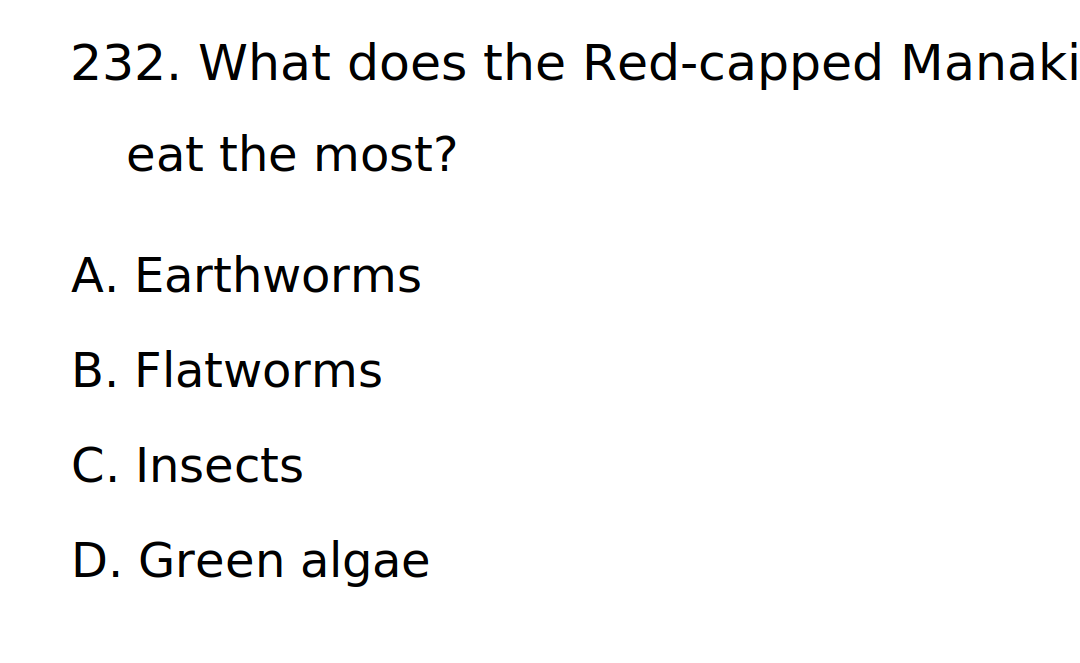 232. What does the Red-capped Manaki
eat the most?
A. Earthworms
B. Flatworms
C. Insects
D. Green algae